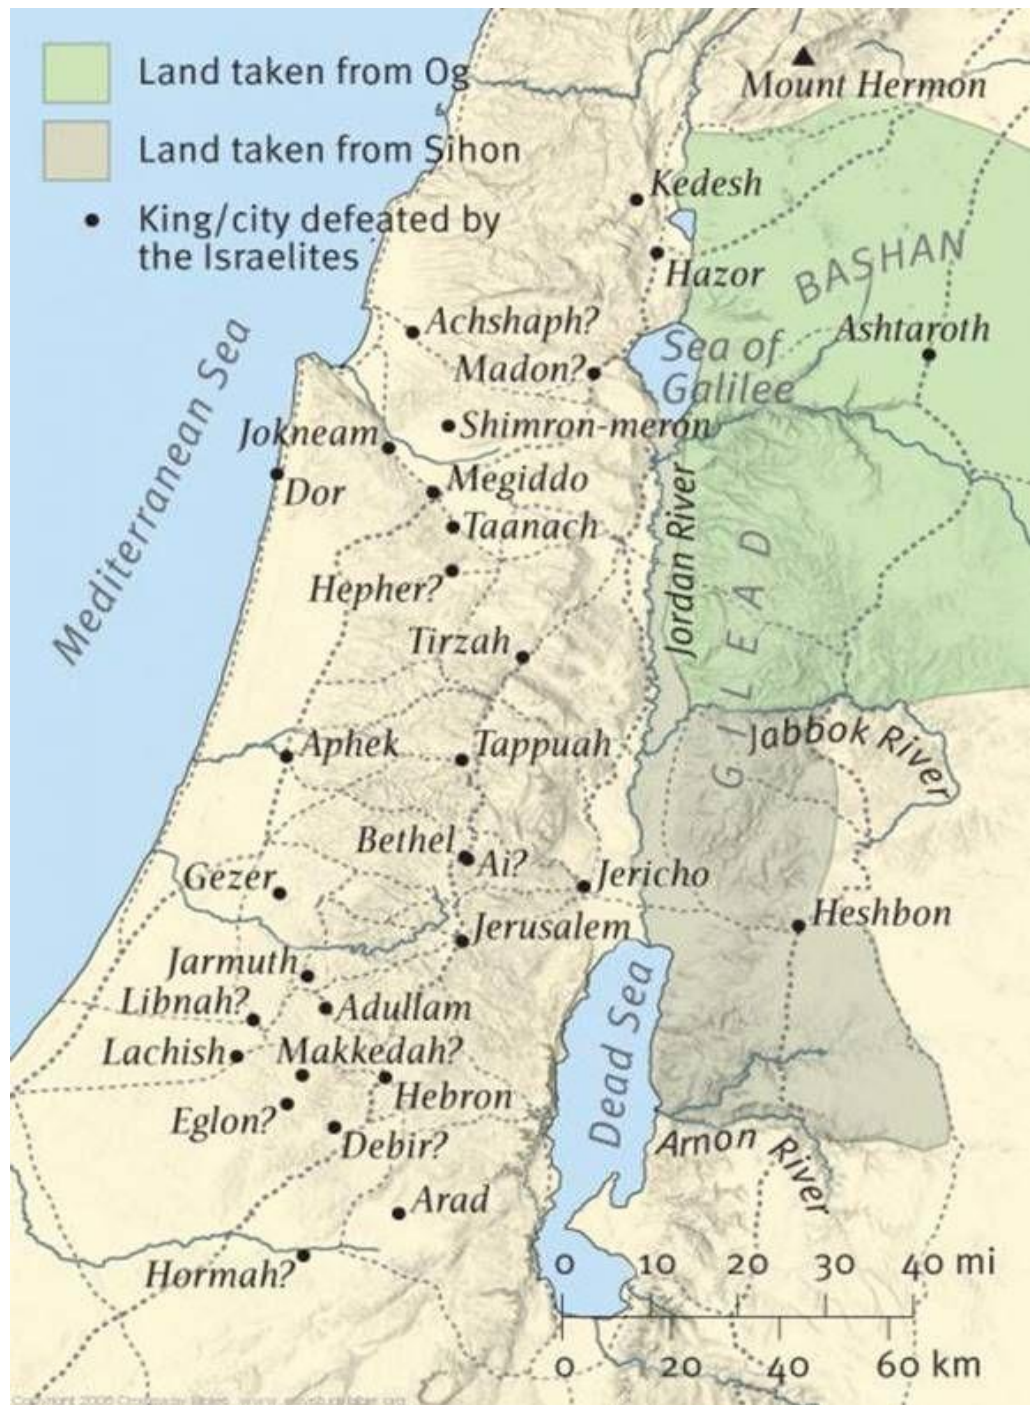 Land taken from Og
Land taken from Sihon
King/city defeated by
the Israelites
Mount Hermon
Kedesh
Hazor
BASHAN
Achshaph?
Ashtaroth
Sea of
Galilee
Madon?
Mediterranean Sea
Shimron-meron
Jokneam
Dor
Megiddo
Taanach
Jordan River
GILEAD
Hepher?
Tirzah
Jabbok River
Aphek
Tappuah
Bethel
Ai?
Gezer
Jericho
Heshbon
Jerusalem
Jarmuth
Libnah?
Adullam
Lachish
Makkedah?
Dead Sea
Hebron
Eglon?
Debir?
Arnon River
Arad
Hormah?
0 10 20 30 40 mi
0 20 40 60 km